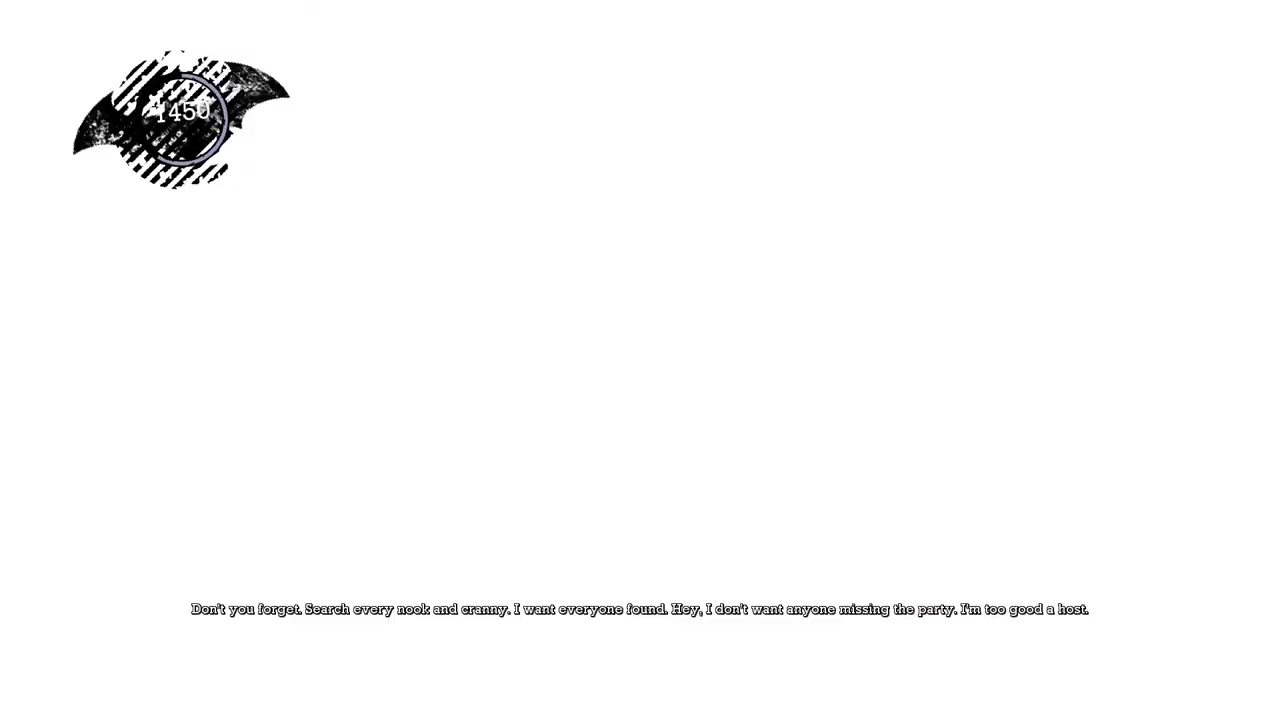 1450
Don't you forget. Search every nook and cranny. I want everyone found. Hey, I don't want anyone missing the party. I'm too good a host.